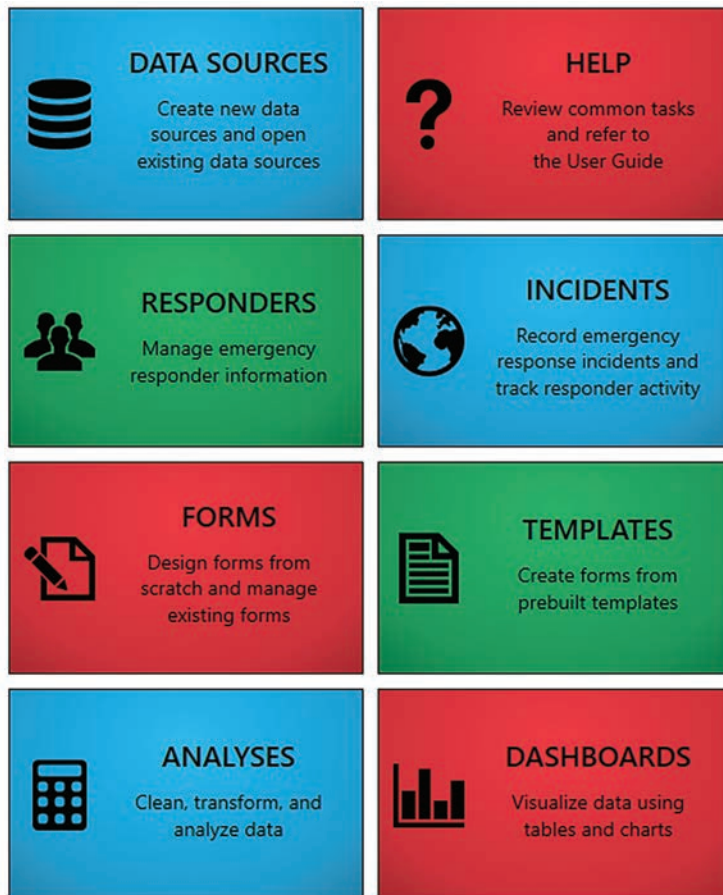 DATA SOURCES
Create new data
sources and open
existing data sources
HELP
Review common tasks
and refer to
the User Guide
RESPONDERS
Manage emergency
responder information
INCIDENTS
Record emergency
response incidents and
track responder activity
FORMS
Design forms from
scratch and manage
existing forms
TEMPLATES
Create forms from
prebuilt templates
ANALYSES
Clean, transform, and
analyze data
DASHBOARDS
Visualize data using
tables and charts